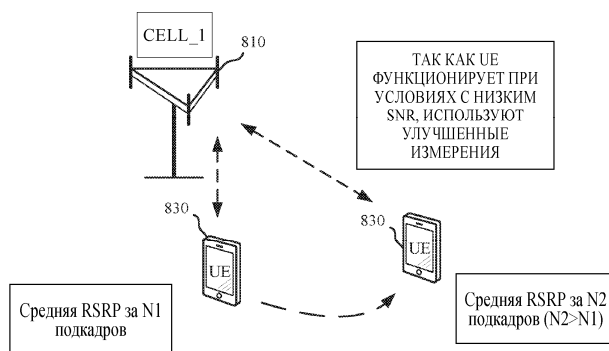 CELL_1
810
ТАК КАК UE
ФУНКЦИОНИРУЕТ ПРИ
УСЛОВИЯХ С НИЗКИМ
SNR, ИСПОЛЬЗУЮТ
УЛУЧШЕННЫЕ
ИЗМЕРЕНИЯ
830
UE
830
UE
Средняя RSRP за N1
подкадров
Средняя RSRP за N2
подкадров (N2>N1)